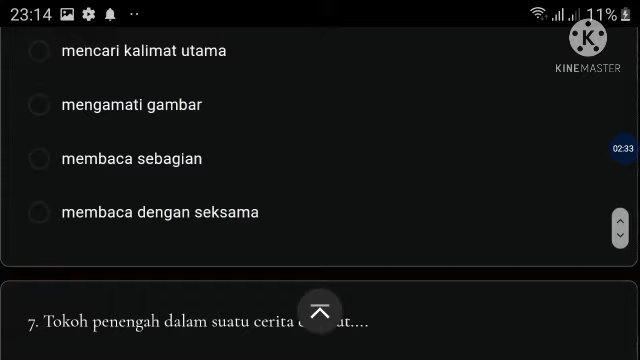 23:14
11%
KINEMASTER
mencari kalimat utama
mengamati gambar
membaca sebagian
02:33
membaca dengan seksama
7. Tokoh penengah dalam suatu cerita